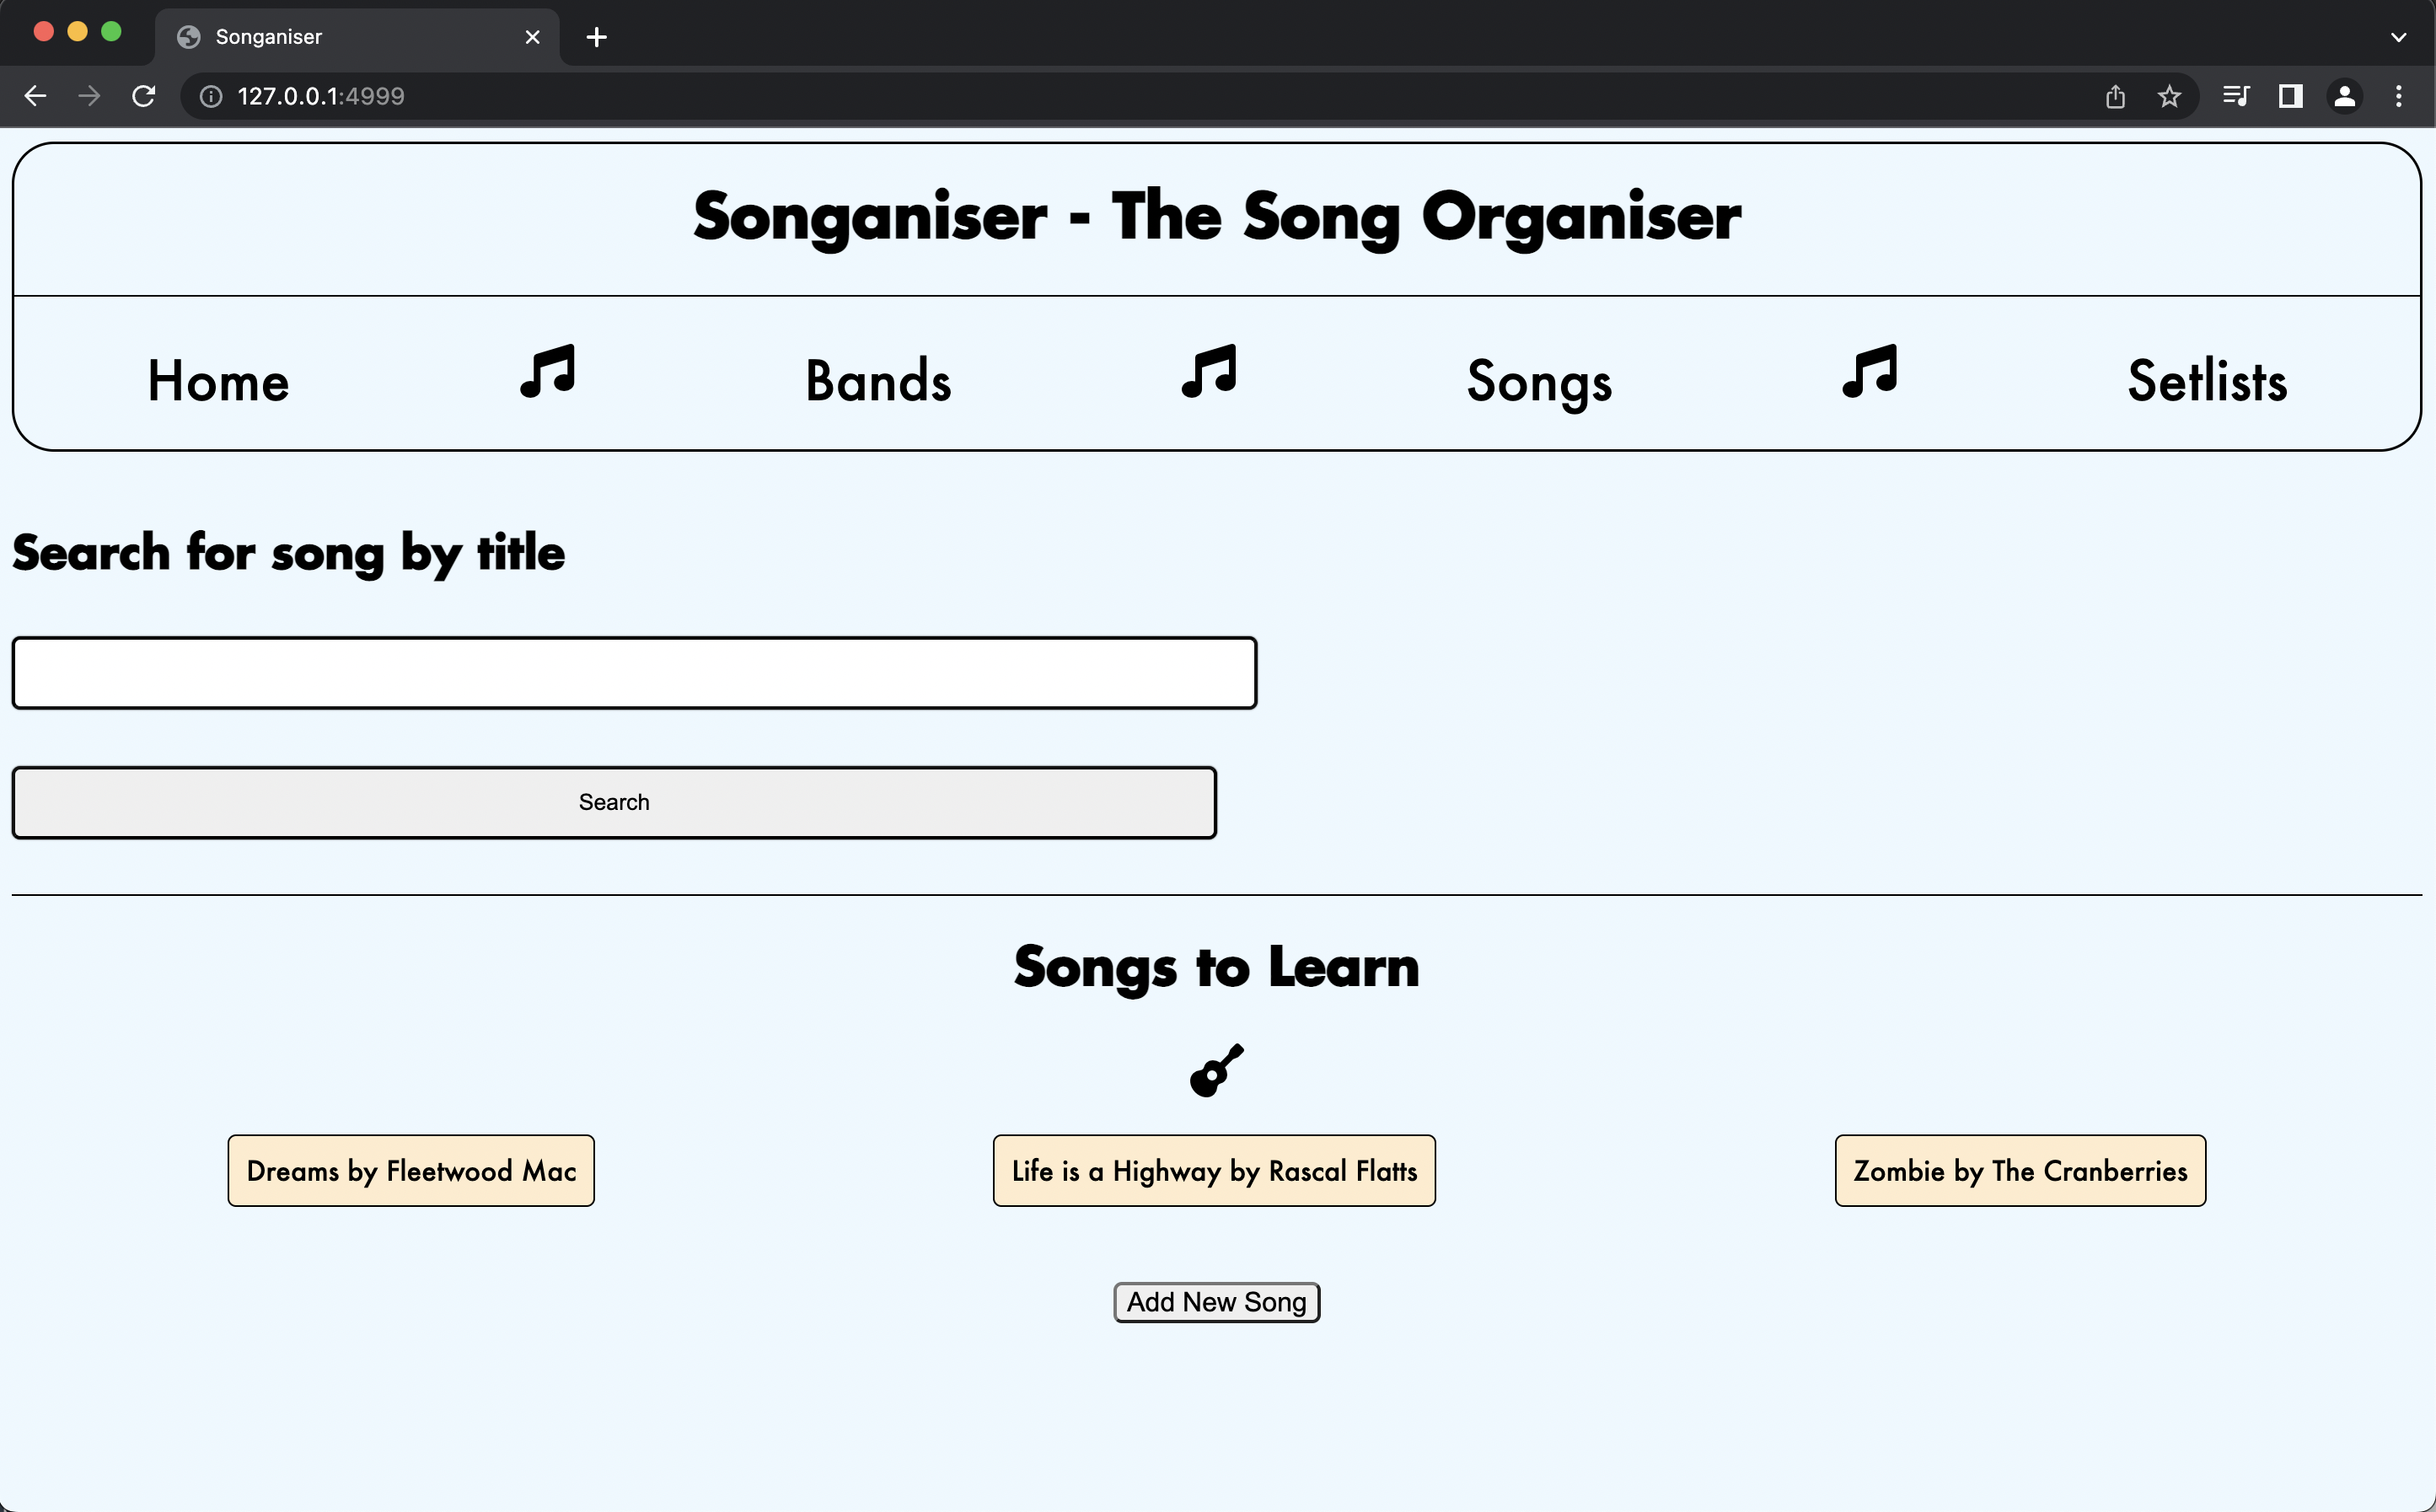 Songaniser
127.0.0.1:4999
Songaniser - The Song Organiser
Home Bands Songs Setlists
Search for song by title
Search
Songs to Learn
Dreams by Fleetwood Mac Life is a Highway by Rascal Flatts Zombie by The Cranberries
Add New Song